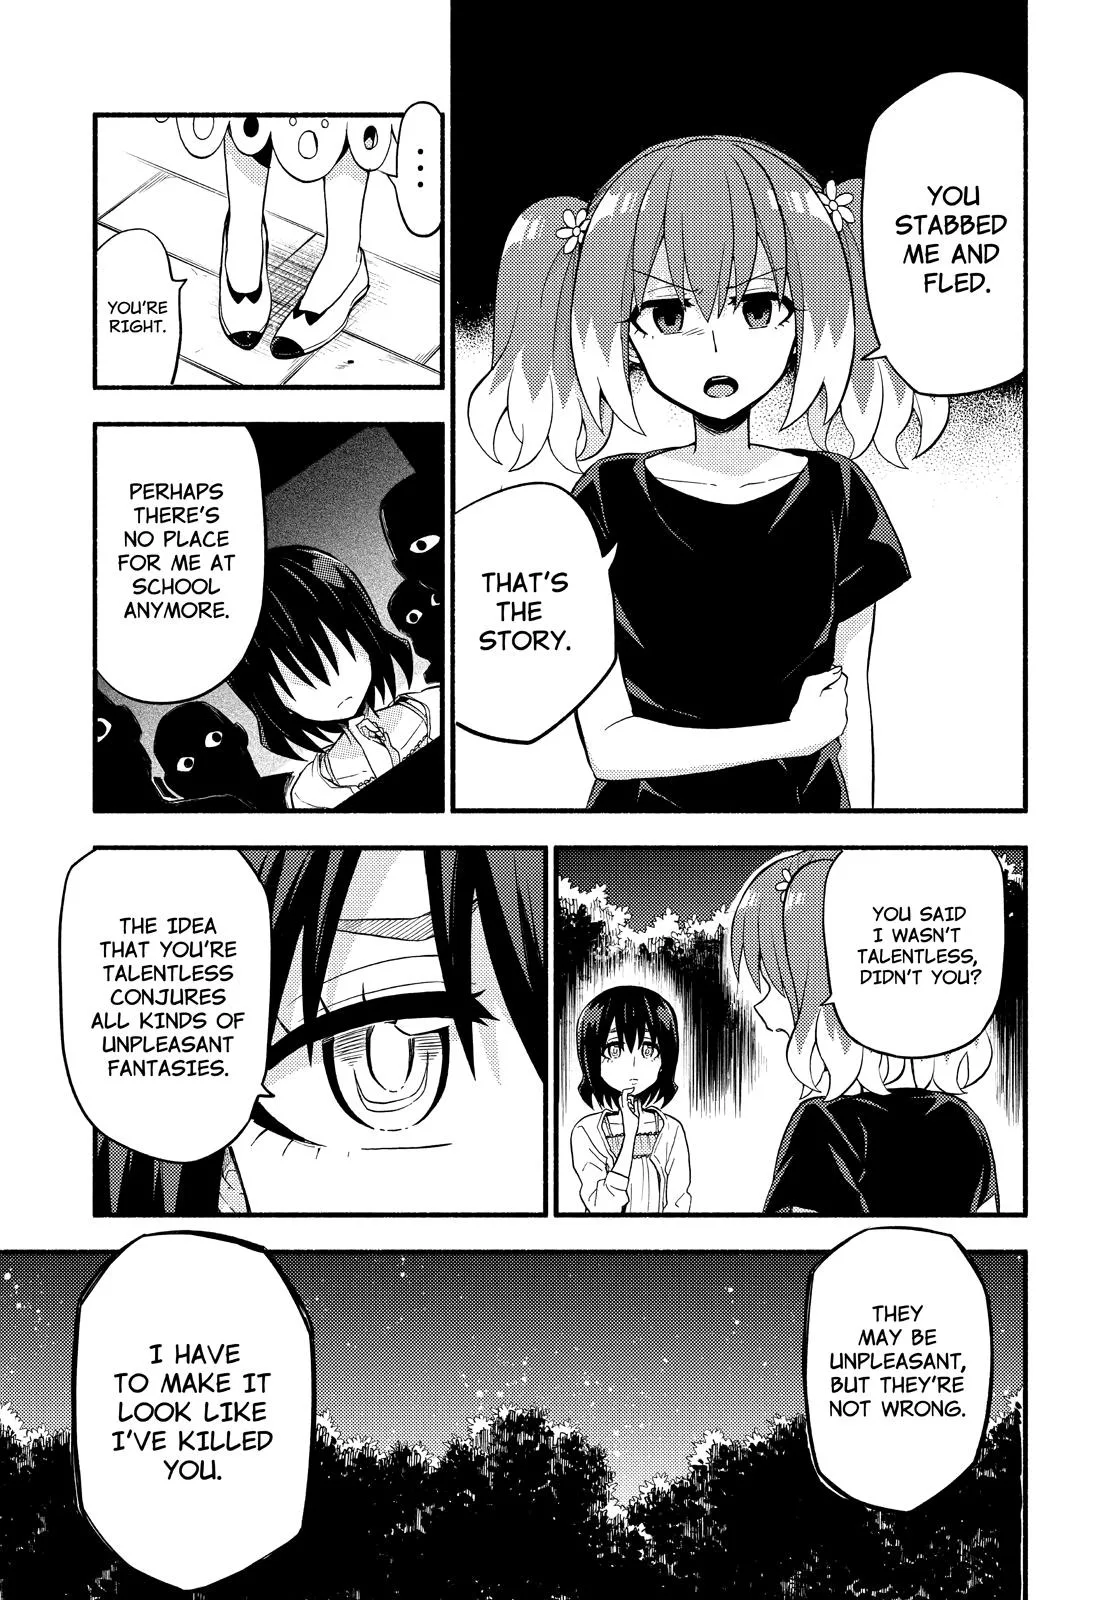 YOU
STABBED
ME AND
FLED.
THAT'S
THE
STORY.
...
YOU'RE
RIGHT.
PERHAPS
THERE'S
NO PLACE
FOR ME AT
SCHOOL
ANYMORE.
YOU SAID
I WASN'T
TALENTLESS,
DIDN'T YOU?
THE IDEA
THAT YOU'RE
TALENTLESS
CONJURES
ALL KINDS OF
UNPLEASANT
FANTASIES.
THEY
MAY BE
UNPLEASANT,
BUT THEY'RE
NOT WRONG.
I HAVE
TO MAKE IT
LOOK LIKE
I'VE KILLED
YOU.